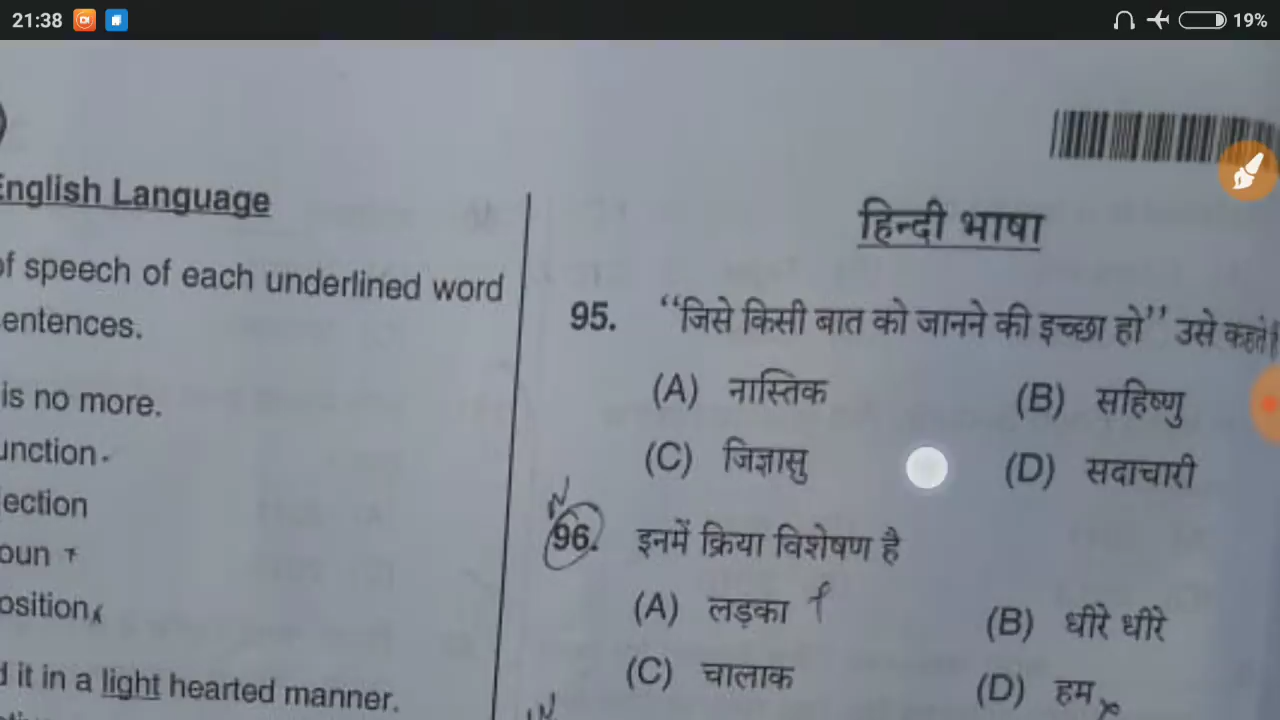 21:38
19%
English Language
of speech of each underlined word
entences.
is no more.
unction
ection
oun
osition
it in a light hearted manner.
हिन्दी भाषा
95. “जिसे किसी बात को जानने की इच्छा हो” उसे कहते
(A) नास्तिक (B) सहिष्णु
(C) जिज्ञासु (D) सदाचारी
N
96. इनमें क्रिया विशेषण है
(A) लड़का (B) धीरे धीरे
(C) चालाक (D) हम